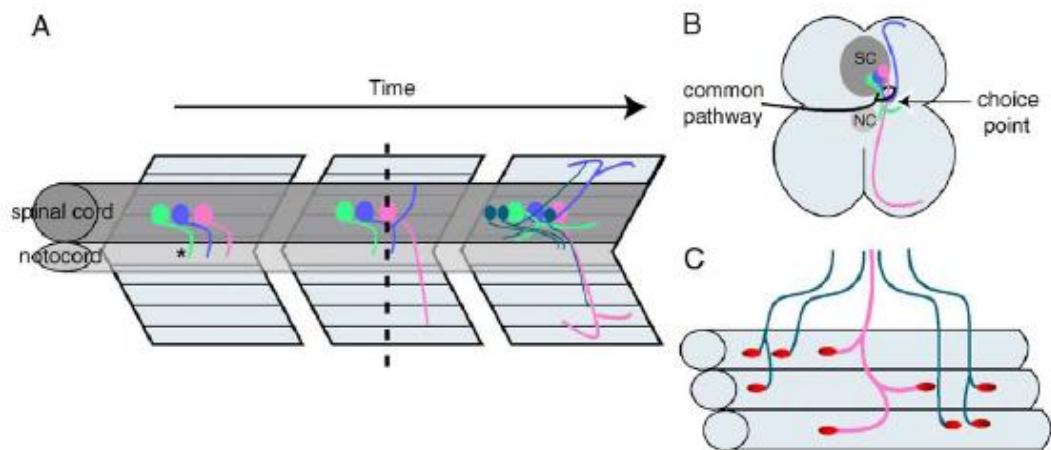 A
Time
spinal cord
notocord
*
B
SC
common
pathway
NC
choice
point
C